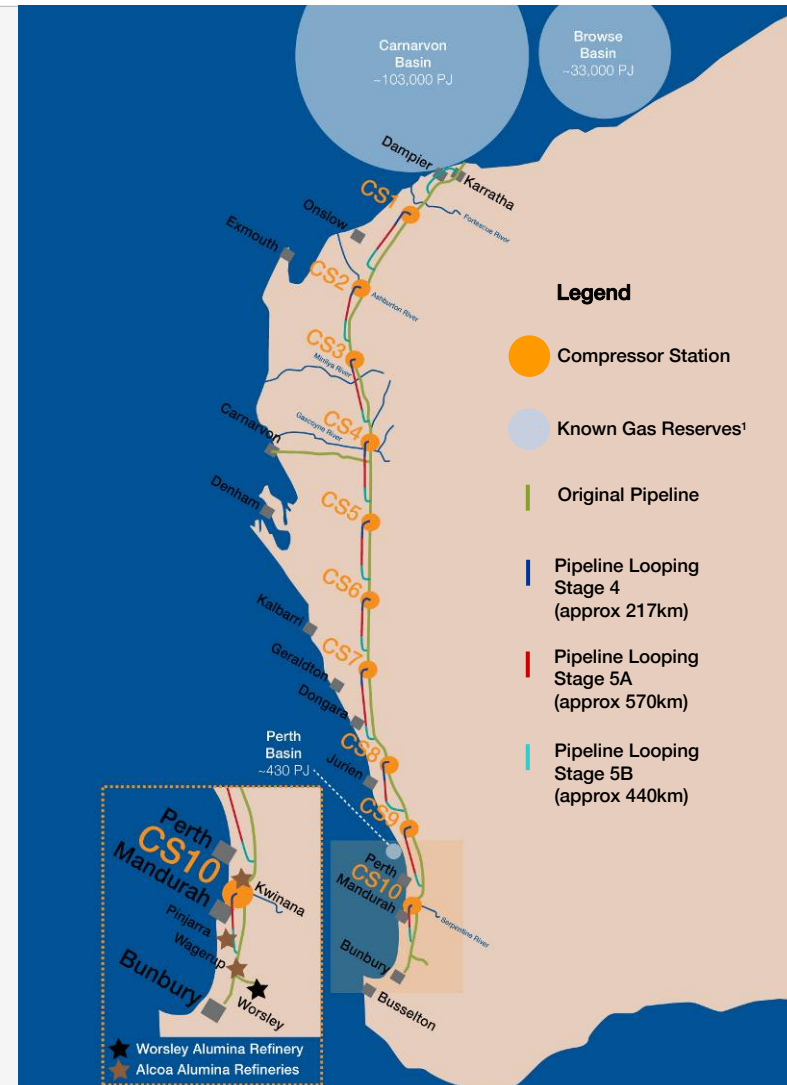 Carnarvon
Basin
~103,000 PJ
Browse
Basin
~33,000 PJ
Dampier
Karratha
CS1
Fortescue River
Onslow
Exmouth
CS2
Ashburton River
CS3
Minilya River
CS4
Gascoyne River
Carnarvon
CS5
Denham
CS6
Kalbarri
CS7
Geraldton
Dongara
CS8
Perth
Basin
~430 PJ
Jurien
CS9
Perth
CS10
Mandurah
Serpentine River
Bunbury
Busselton
Legend
Compressor Station
Known Gas Reserves¹
Original Pipeline
Pipeline Looping
Stage 4
(approx 217km)
Pipeline Looping
Stage 5A
(approx 570km)
Pipeline Looping
Stage 5B
(approx 440km)
Perth
CS10
Mandurah
Kwinana
Pinjarra
Wagerup
Bunbury
Worsley
Worsley Alumina Refinery
Alcoa Alumina Refineries